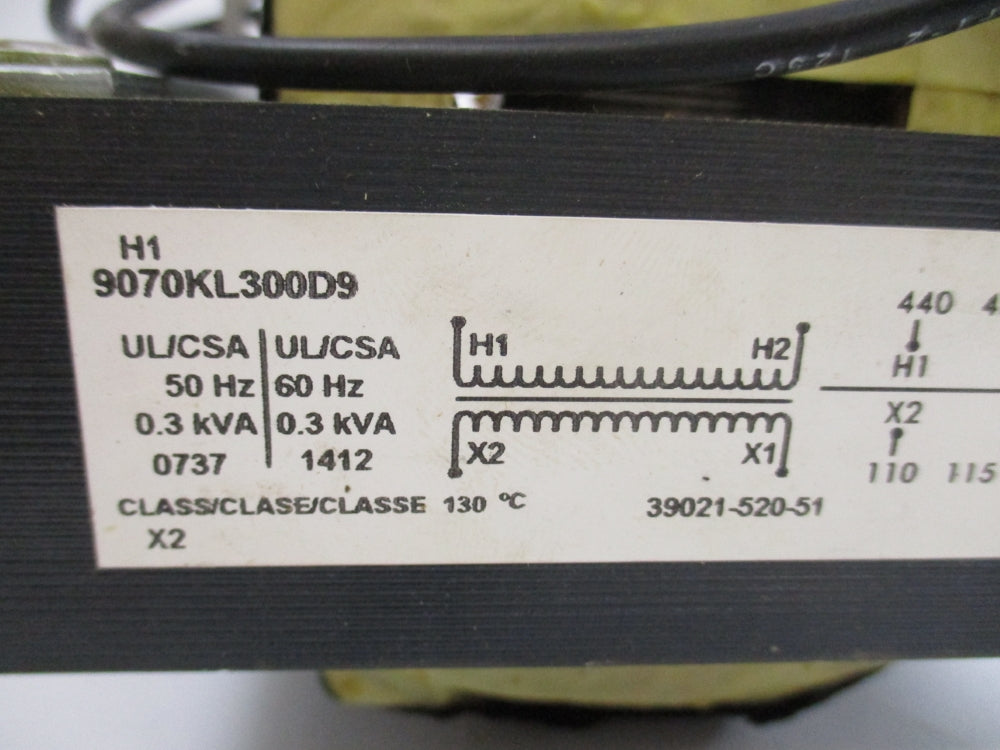 H1
9070KL300D9
UL/CSA UL/CSA
50 Hz 60 Hz
0.3 kVA 0.3 kVA
0737 1412
CLASS/CLASE/CLASSE 130 °C
X2
H1 H2
X2 X1
39021-520-51
440 4
H1
X2
110 115